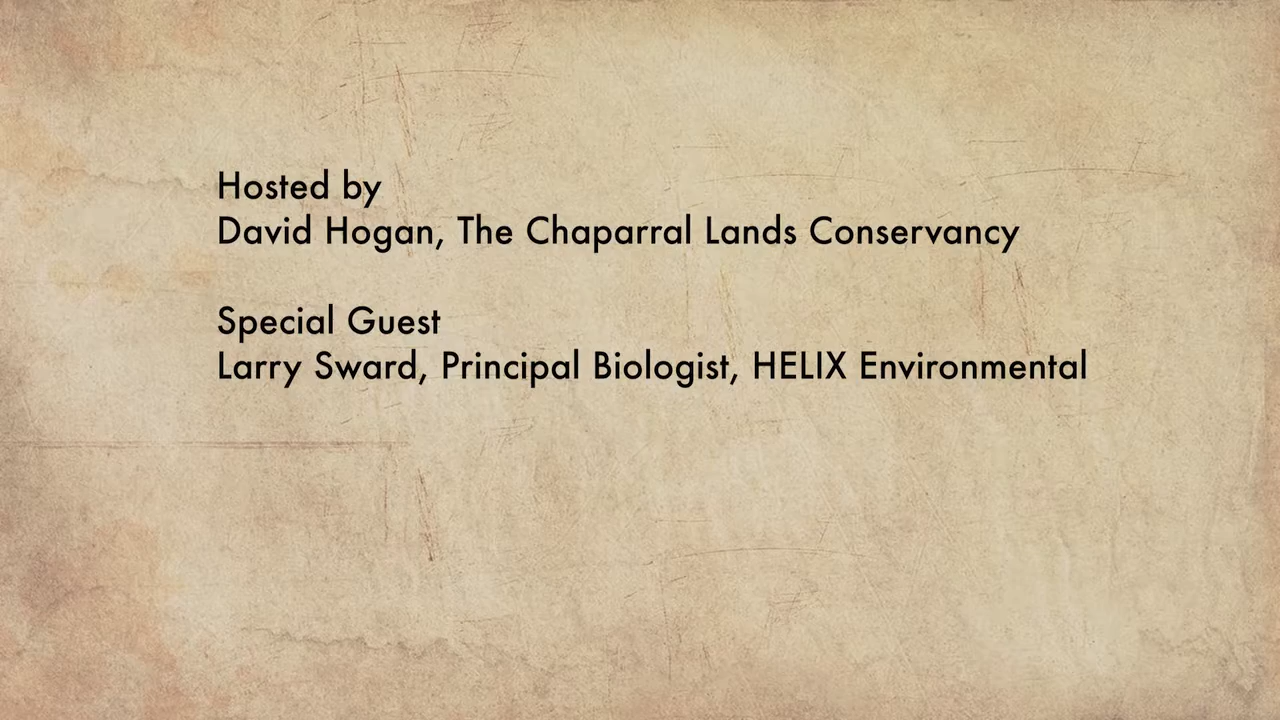 Hosted by
David Hogan, The Chaparral Lands Conservancy
Special Guest
Larry Sward, Principal Biologist, HELIX Environmental